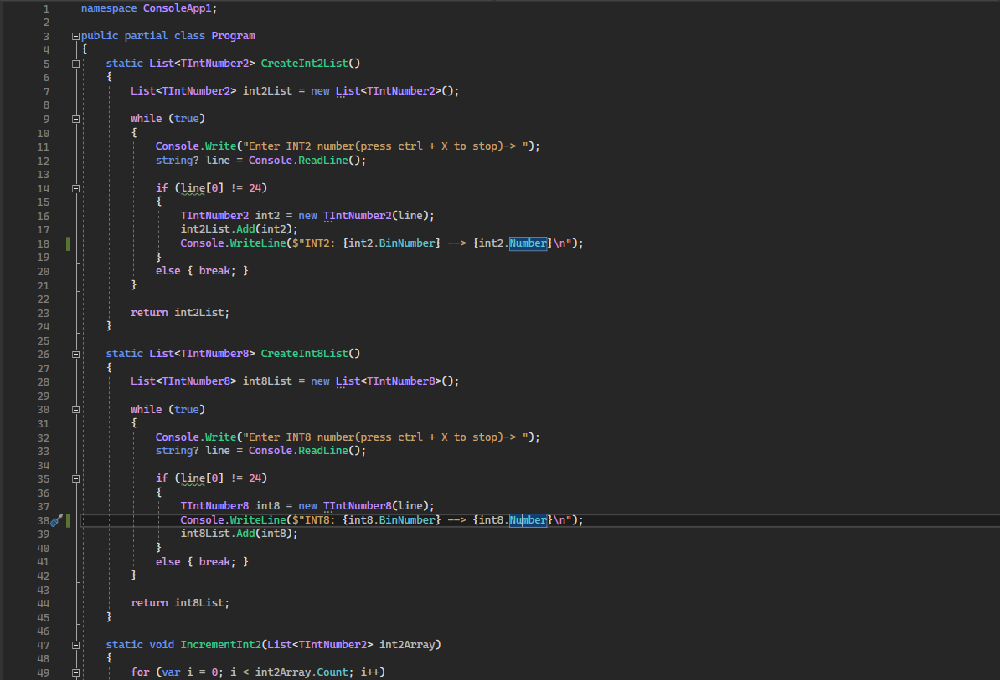 1 namespace ConsoleApp1;
2
3 public partial class Program
4 {
5 static List<TIntNumber2> CreateInt2List()
6 {
7 List<TIntNumber2> int2List = new List<TIntNumber2>();
8
9 while (true)
10 {
11 Console.Write("Enter INT2 number(press ctrl + X to stop)-> ");
12 string? line = Console.ReadLine();
13
14 if (line[0] != 24)
15 {
16 TIntNumber2 int2 = new TIntNumber2(line);
17 int2List.Add(int2);
18 Console.WriteLine($"INT2: {int2.BinNumber} --> {int2.Number}\n");
19 }
20 else { break; }
21 }
22
23 return int2List;
24 }
25
26 static List<TIntNumber8> CreateInt8List()
27 {
28 List<TIntNumber8> int8List = new List<TIntNumber8>();
29
30 while (true)
31 {
32 Console.Write("Enter INT8 number(press ctrl + X to stop)-> ");
33 string? line = Console.ReadLine();
34
35 if (line[0] != 24)
36 {
37 TIntNumber8 int8 = new TIntNumber8(line);
38 Console.WriteLine($"INT8: {int8.BinNumber} --> {int8.Number}\n");
39 int8List.Add(int8);
40 }
41 else { break; }
42 }
43
44 return int8List;
45 }
46
47 static void IncrementInt2(List<TIntNumber2> int2Array)
48 {
49 for (var i = 0; i < int2Array.Count; i++)